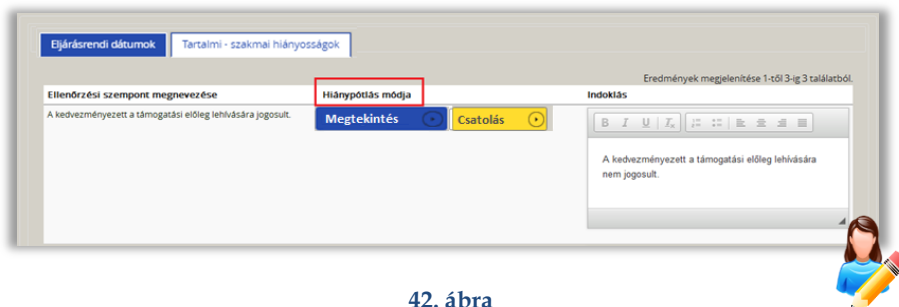 Eljárásrendi dátumok
Tartalmi - szakmai hiányosságok
Eredmények megjelenítése 1-től 3-ig 3 találatból.
Ellenőrzési szempont megnevezése
Hiánypótlás módja
Indoklás
A kedvezményezett a támogatási előleg lehívására jogosult.
Megtekintés
Csatolás
B I U Ix
A kedvezményezett a támogatási előleg lehívására
nem jogosult.
42. ábra